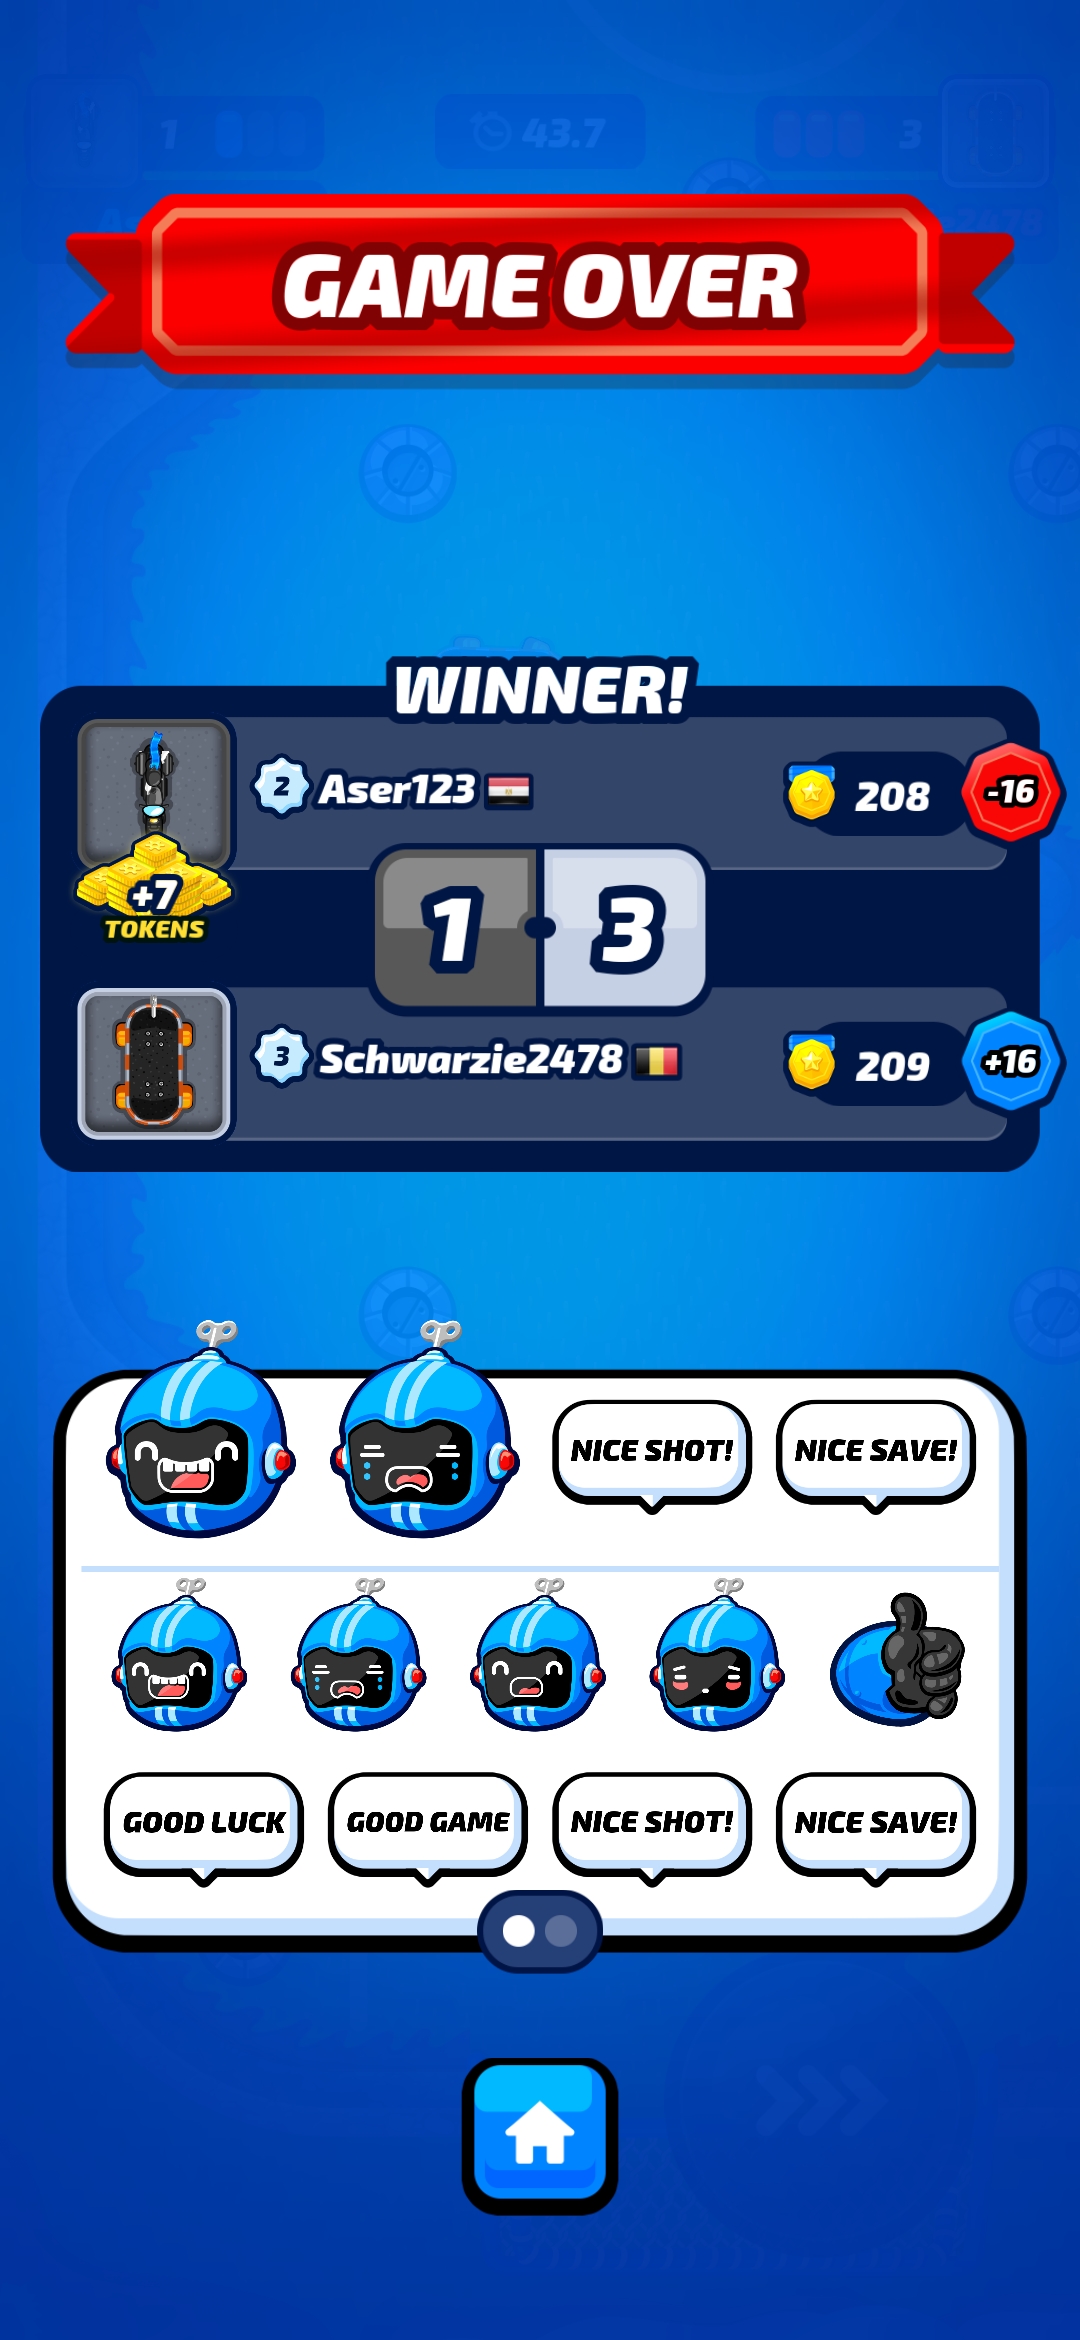 1
43.7
3
2478
GAME OVER
WINNER!
2 Aser123 208 -16
+7
TOKENS
1 3
3 Schwarzie2478 209 +16
NICE SHOT! NICE SAVE!
GOOD LUCK GOOD GAME NICE SHOT! NICE SAVE!